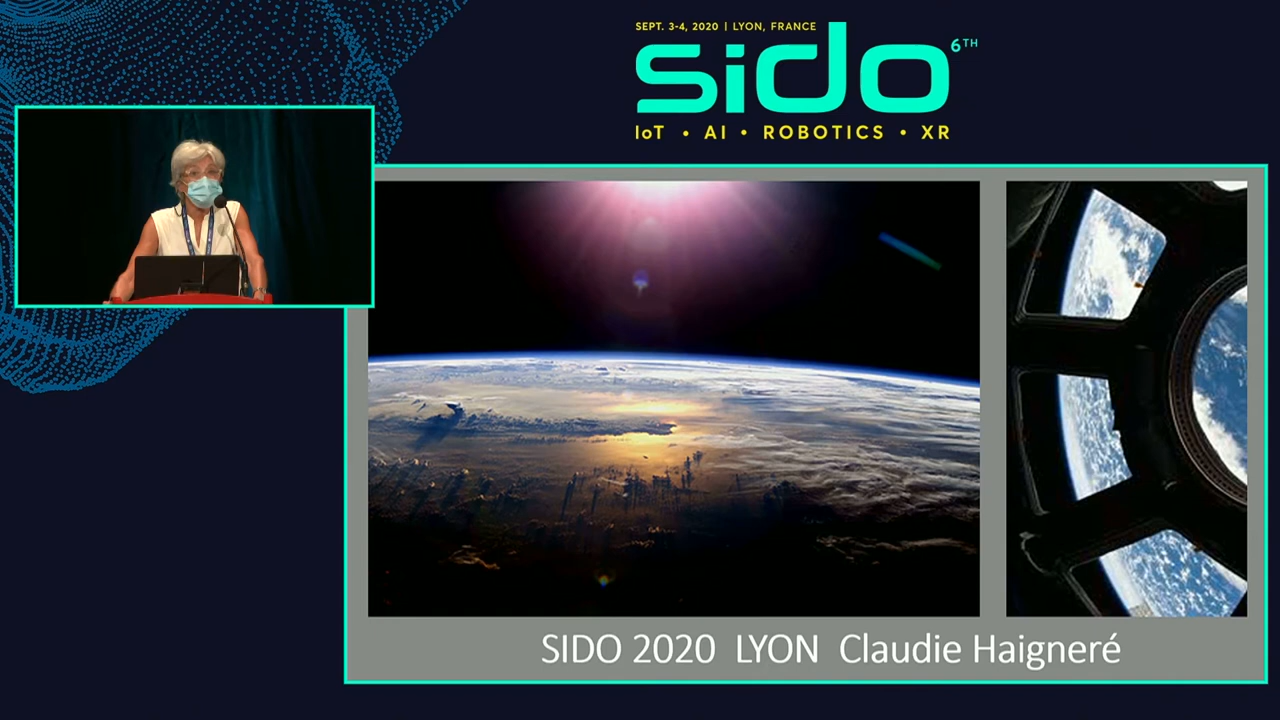 SEPT. 3-4, 2020 | LYON, FRANCE
sido 6TH
IoT • AI • ROBOTICS • XR
SIDO 2020 LYON Claudie Haigneré